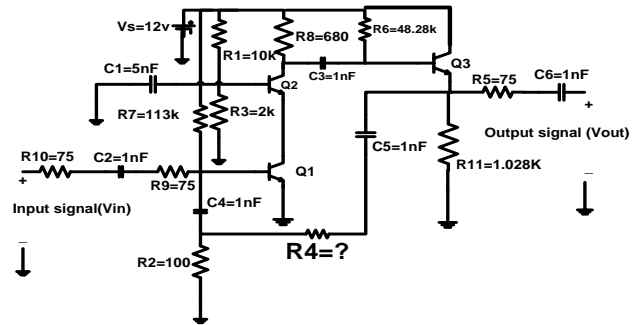 Vs=12v
R8=680
R6=48.28k
R1=10k
Q3
C1=5nF
C3=1nF
Q2
R5=75
C6=1nF
R7=113k
R3=2k
+
C5=1nF
Output signal (Vout)
R10=75
C2=1nF
R9=75
Q1
R11=1.028K
+
Input signal(Vin)
C4=1nF
R4=?
R2=100